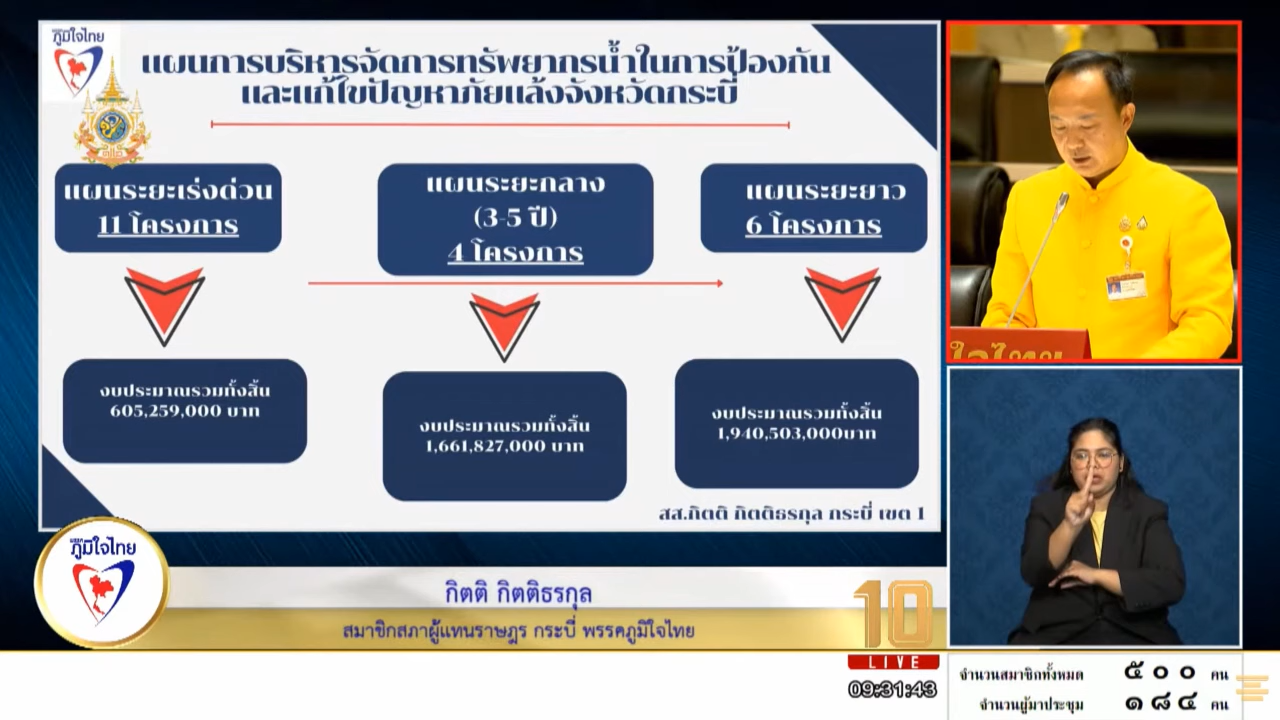 ภูมิใจไทย
แผนการบริหารจัดการทรัพยากรน้ำในการป้องกัน
และแก้ไขปัญหาภัยแล้งจังหวัดกระบี่
แผนระยะเร่งด่วน
11 โครงการ
แผนระยะกลาง
(3-5 ปี)
4 โครงการ
แผนระยะยาว
6 โครงการ
งบประมาณรวมทั้งสิ้น
605,259,000 บาท
งบประมาณรวมทั้งสิ้น
1,661,827,000 บาท
งบประมาณรวมทั้งสิ้น
1,940,503,000บาท
สส.กิตติ กิตติธรกุล กระบี่ เขต 1
ภูมิใจไทย
กิตติ กิตติธรกุล
สมาชิกสภาผู้แทนราษฎร กระบี่ พรรคภูมิใจไทย
10
LIVE
09:31:43
จำนวนสมาชิกทั้งหมด ๕๐๐ คน
จำนวนผู้มาประชุม ๑๘๔ คน